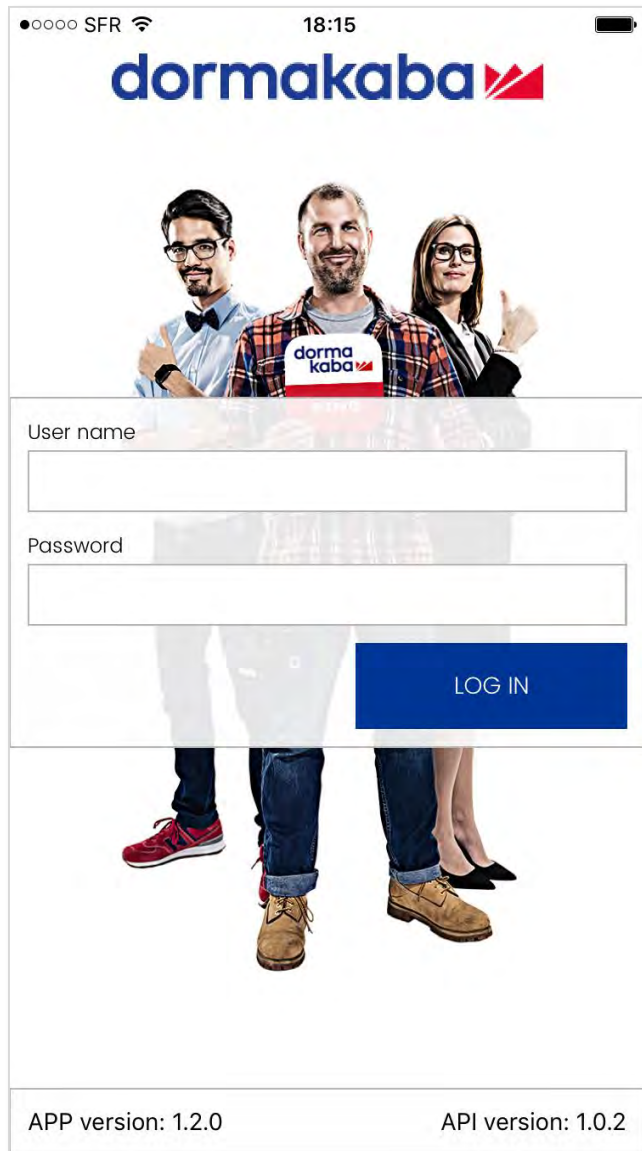 SFR 18:15
dormakaba
dorma
kaba
User name
Password
LOG IN
APP version: 1.2.0 API version: 1.0.2